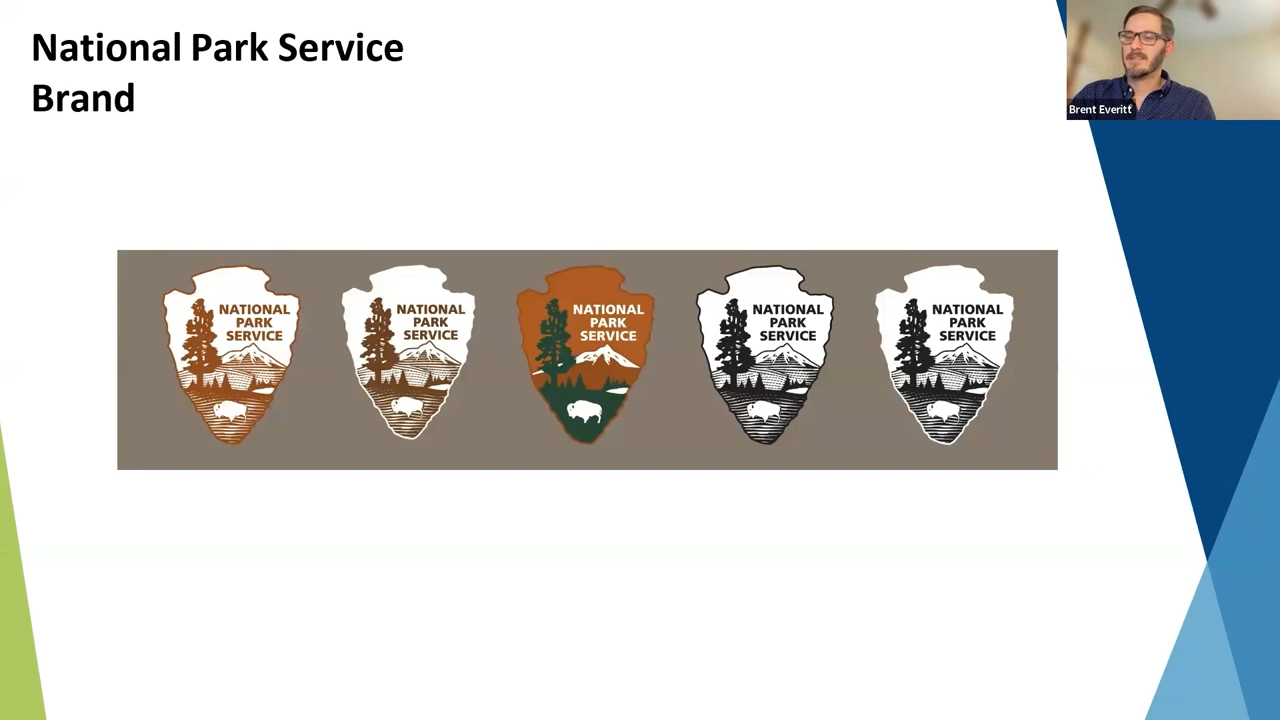 National Park Service
Brand
Brent Everitt
NATIONAL
PARK
SERVICE
NATIONAL
PARK
SERVICE
NATIONAL
PARK
SERVICE
NATIONAL
PARK
SERVICE
NATIONAL
PARK
SERVICE